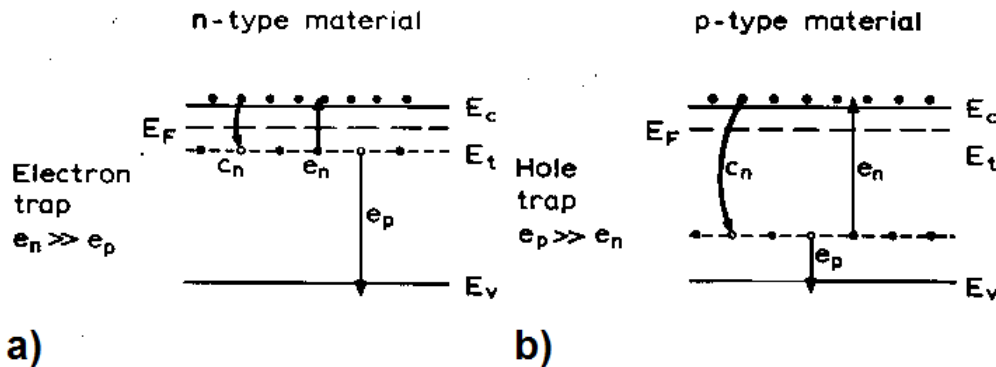 n-type material
p-type material
E_c
E_F
E_t
c_n
e_n
e_p
Electron
trap
e_n ≫ e_p
E_v
a)
E_c
E_F
E_t
c_n
e_n
Hole
trap
e_p ≫ e_n
e_p
E_v
b)